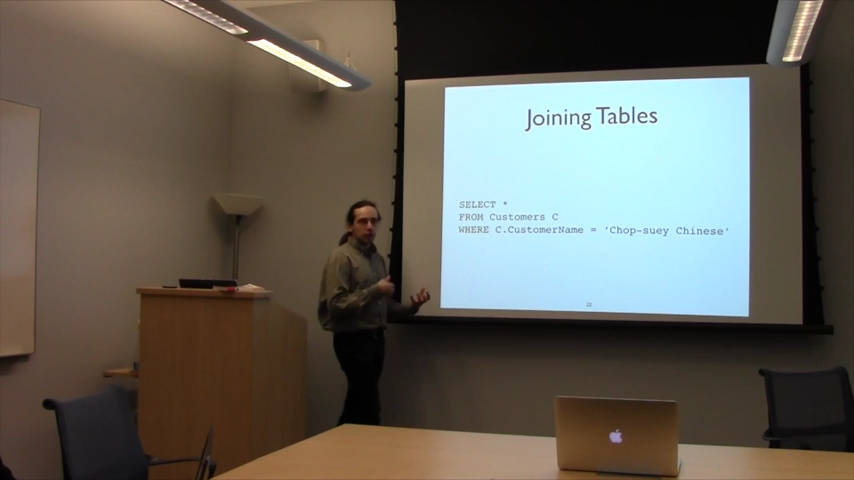 Joining Tables
SELECT *
FROM Customers C
WHERE C.CustomerName = 'Chop-suey Chinese'